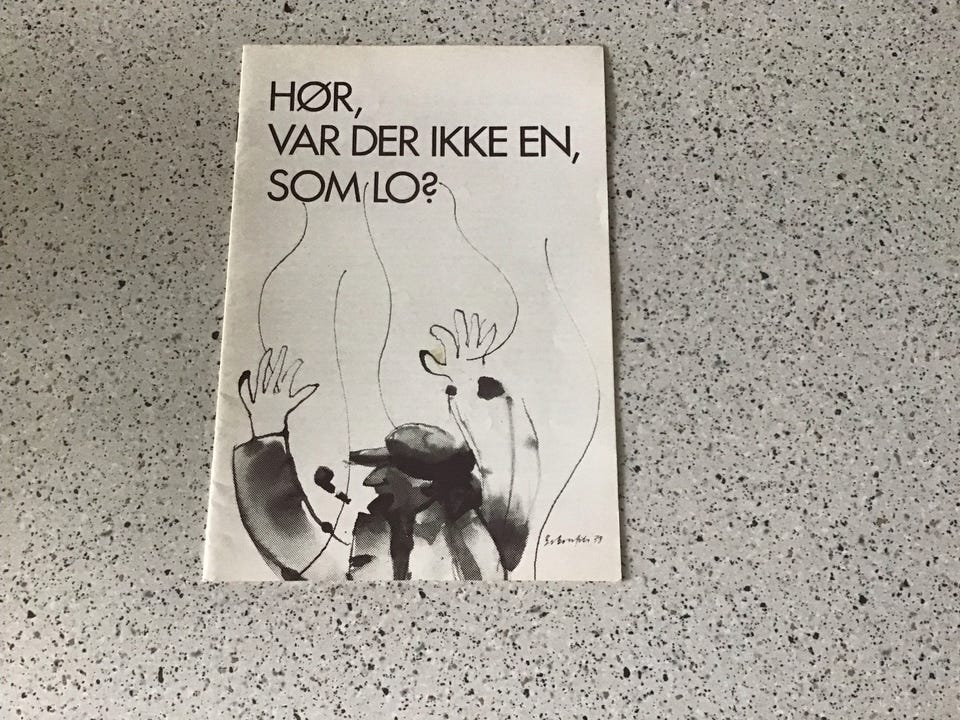 HØR,
VAR DER IKKE EN,
SOM LO?